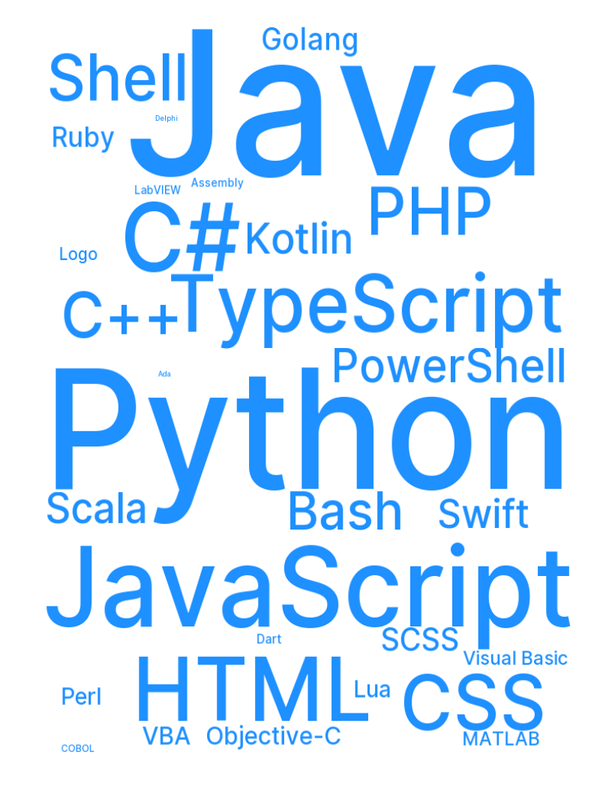 Golang
Shell
Java
Delphi
Ruby
LabVIEW
Assembly
PHP
C#
Kotlin
Logo
TypeScript
C++
PowerShell
Ada
Python
Scala
Bash
Swift
JavaScript
Dart
SCSS
Visual Basic
HTML
Lua
Perl
CSS
VBA
Objective-C
MATLAB
COBOL